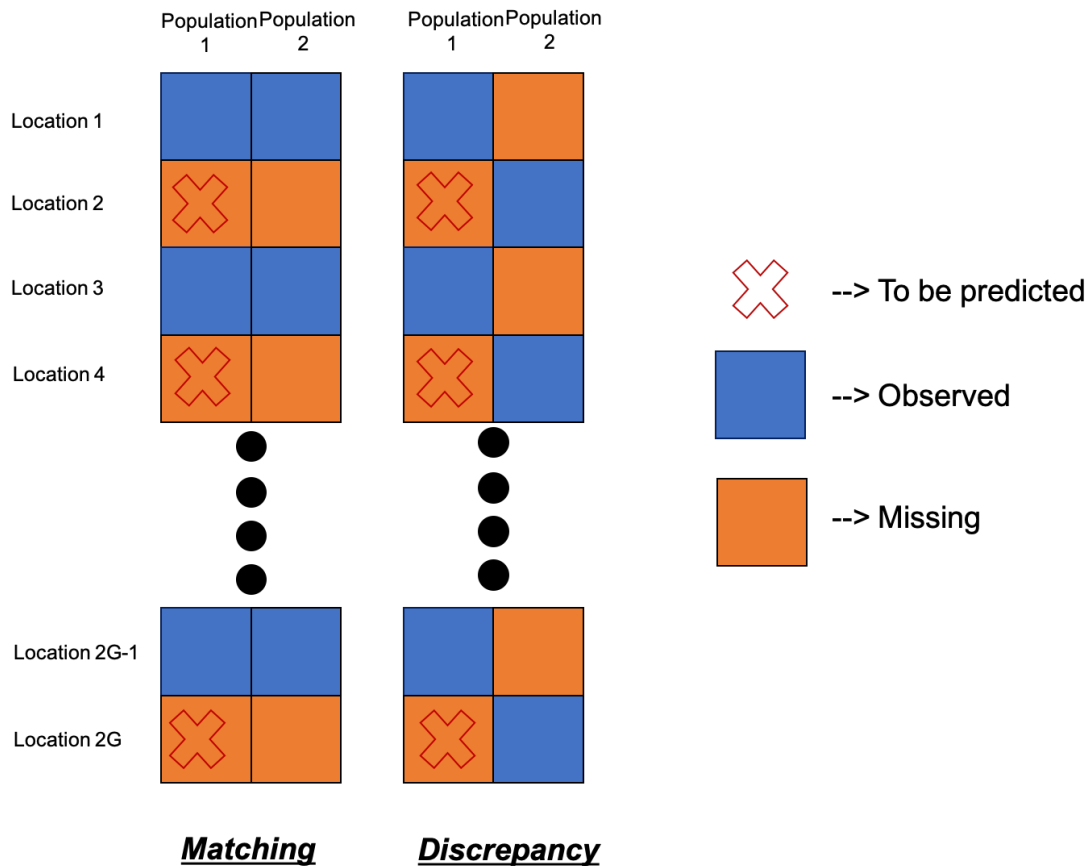 Population Population
1 2
Population Population
1 2
Location 1
Location 2
Location 3
Location 4
Location 2G-1
Location 2G
--> To be predicted
--> Observed
--> Missing
Matching
Discrepancy